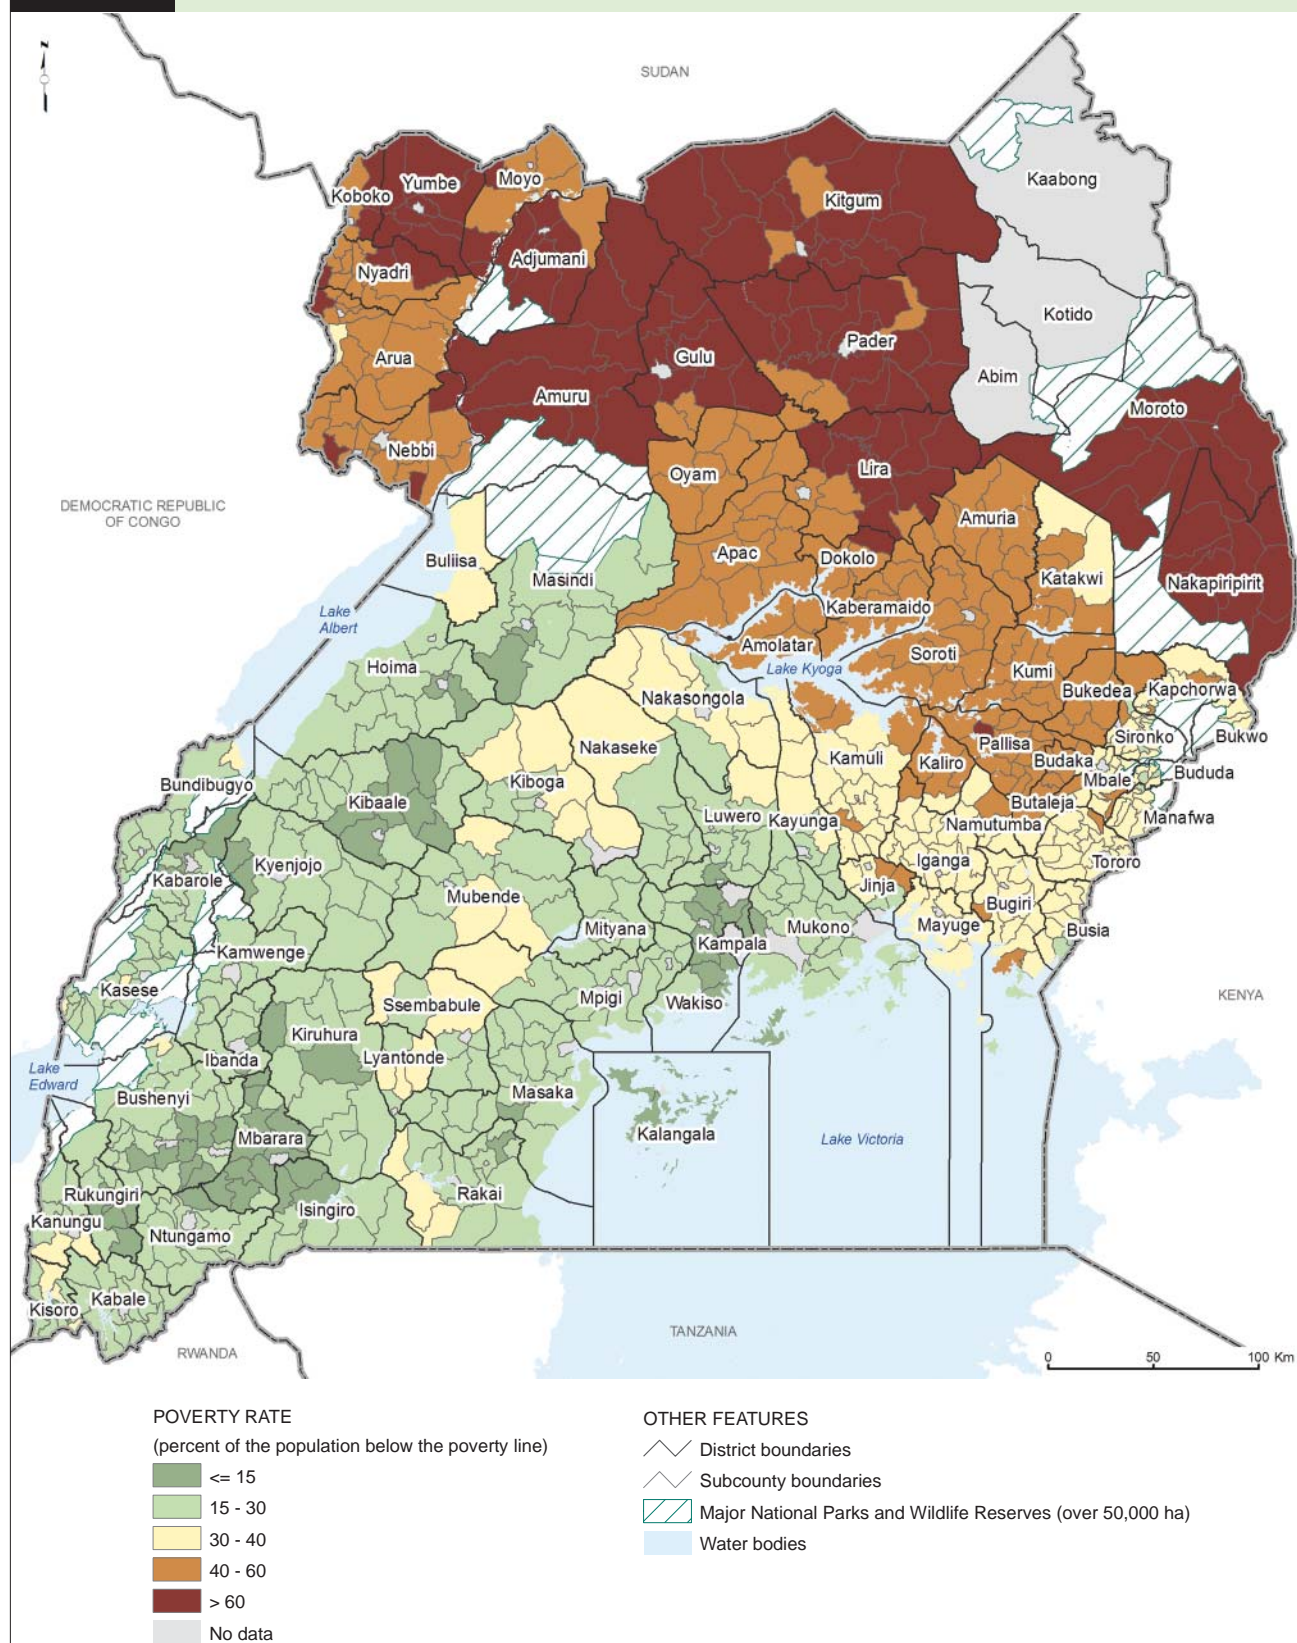 N
SUDAN
Kaabong
Koboko
Yumbe
Moyo
Kitgum
Adjumani
Nyadri
Kotido
Pader
Arua
Gulu
Abim
Amuru
Moroto
Nebbi
Lira
Oyam
DEMOCRATIC REPUBLIC
OF CONGO
Amuria
Apac
Dokolo
Buliisa
Masindi
Katakwi
Nakapiripirit
Lake
Albert
Kaberamaido
Amolatar
Soroti
Hoima
Lake Kyoga
Kumi
Nakasongola
Bukedea
Kapchorwa
Sironko
Bukwo
Nakaseke
Pallisa
Kamuli
Kaliro
Budaka
Mbale
Bududa
Bundibugyo
Kiboga
Kibaale
Butaleja
Luwero
Kayunga
Namutumba
Manafwa
Kyenjojo
Iganga
Tororo
Kabarole
Jinja
Mubende
Bugiri
Mityana
Mukono
Mayuge
Busia
Kampala
Kamwenge
Kasese
Ssembabule
Mpigi
Wakiso
KENYA
Kiruhura
Ibanda
Lyantonde
Lake
Edward
Bushenyi
Masaka
Mbarara
Kalangala
Lake Victoria
Rukungiri
Rakai
Isingiro
Kanungu
Ntungamo
Kabale
Kisoro
TANZANIA
RWANDA
0 50 100 Km
POVERTY RATE
(percent of the population below the poverty line)
<= 15
15 - 30
30 - 40
40 - 60
> 60
No data
OTHER FEATURES
District boundaries
Subcounty boundaries
Major National Parks and Wildlife Reserves (over 50,000 ha)
Water bodies